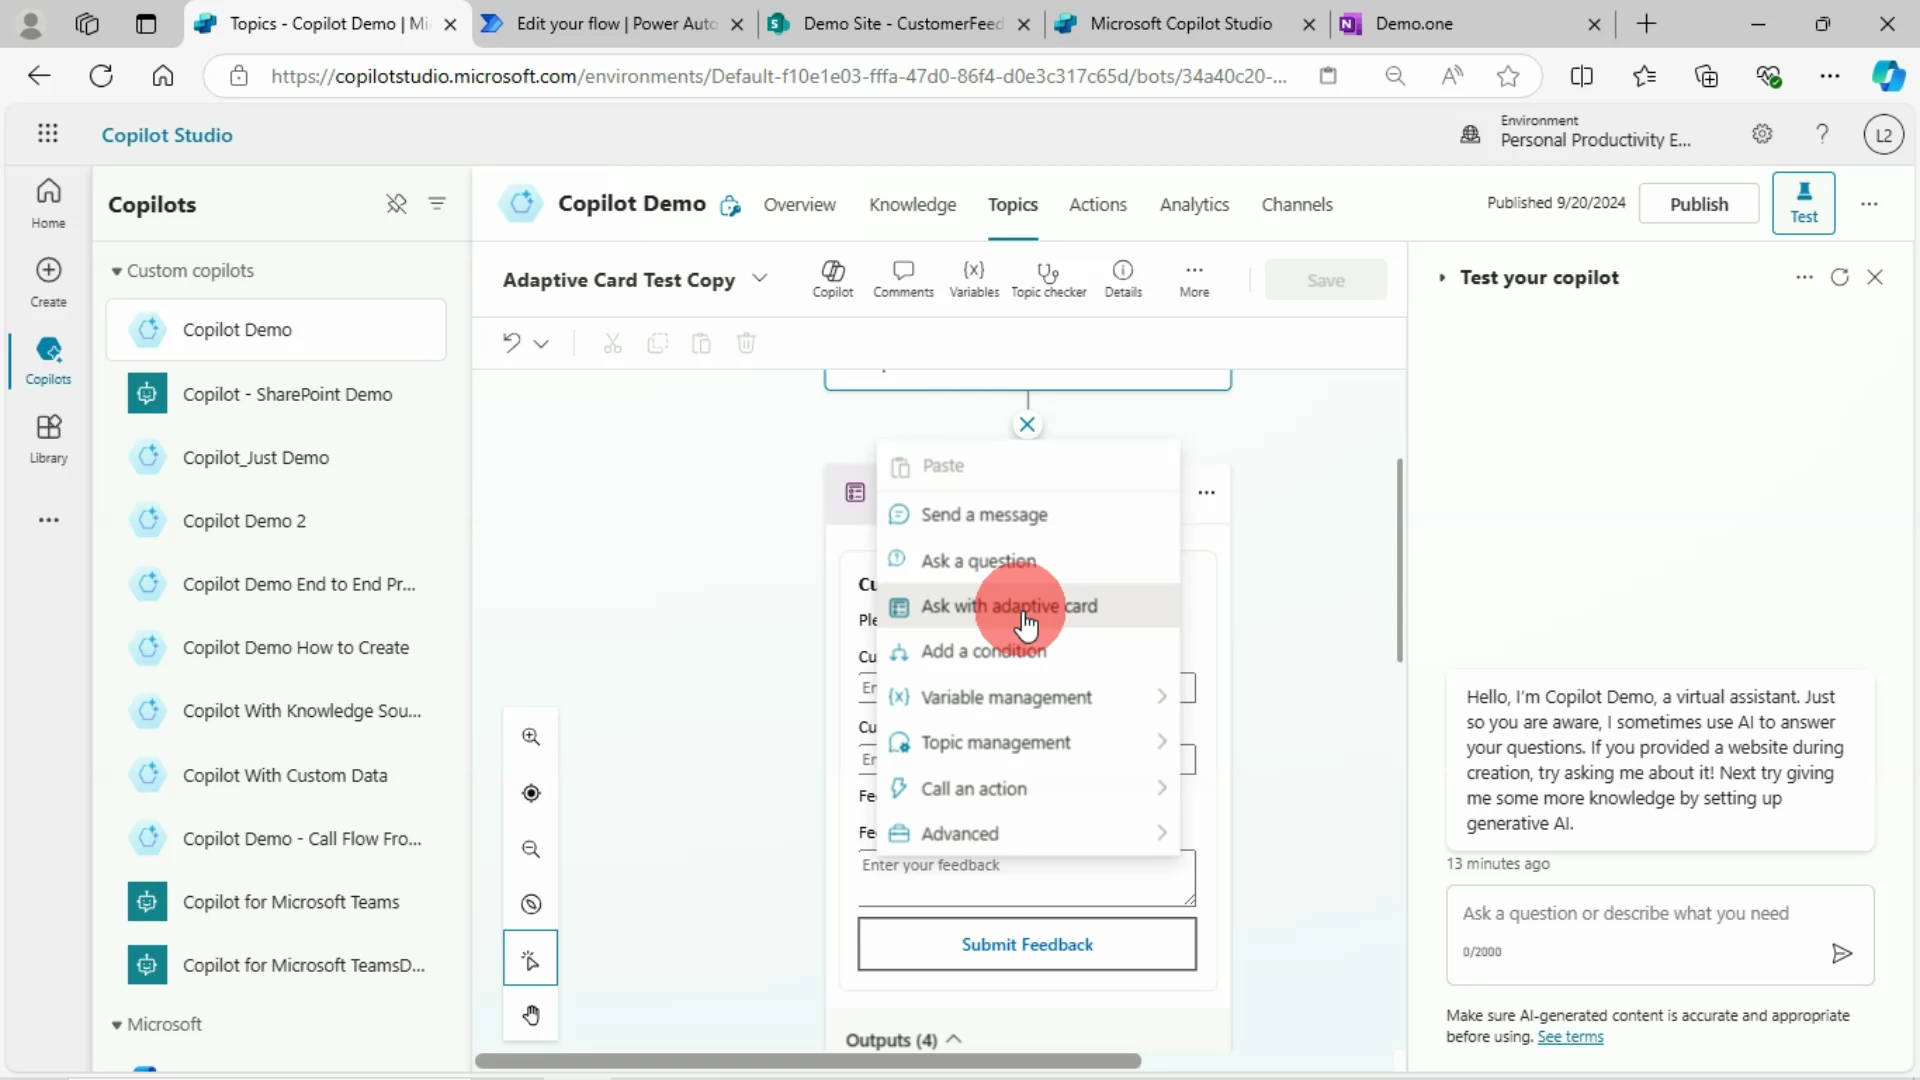 Topics - Copilot Demo | Mi
Edit your flow | Power Auto
Demo Site - CustomerFeed
Microsoft Copilot Studio
Demo.one
https://copilotstudio.microsoft.com/environments/Default-f10e1e03-fffa-47d0-86f4-d0e3c317c65d/bots/34a40c20-...
Copilot Studio
Environment
Personal Productivity E...
L2
Home
Create
Copilots
Library
Copilots
Custom copilots
Copilot Demo
Copilot - SharePoint Demo
Copilot_Just Demo
Copilot Demo 2
Copilot Demo End to End Pr...
Copilot Demo How to Create
Copilot With Knowledge Sou...
Copilot With Custom Data
Copilot Demo - Call Flow Fro...
Copilot for Microsoft Teams
Copilot for Microsoft TeamsD...
Microsoft
Copilot Demo
Overview
Knowledge
Topics
Actions
Analytics
Channels
Published 9/20/2024
Publish
Test
Adaptive Card Test Copy
Copilot
Comments
Variables
Topic checker
Details
More
Save
Paste
Send a message
Ask a question
Ask with adaptive card
Add a condition
Variable management
Topic management
Call an action
Advanced
Cu
Ple
Cu
En
Cu
En
Fe
Fe
Enter your feedback
Submit Feedback
Outputs (4)
Test your copilot
Hello, I'm Copilot Demo, a virtual assistant. Just
so you are aware, I sometimes use AI to answer
your questions. If you provided a website during
creation, try asking me about it! Next try giving
me some more knowledge by setting up
generative AI.
13 minutes ago
Ask a question or describe what you need
0/2000
Make sure AI-generated content is accurate and appropriate
before using. See terms